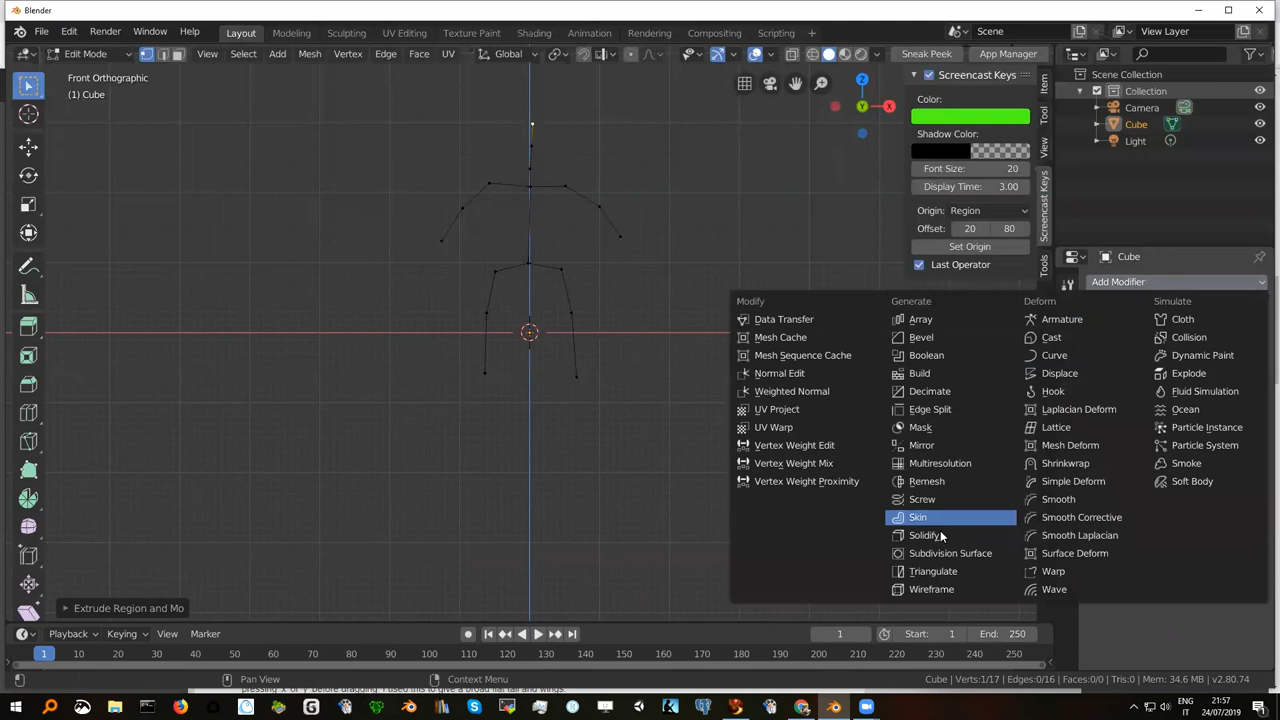 Blender
File Edit Render Window Help Layout Modeling Sculpting UV Editing Texture Paint Shading Animation Rendering Compositing Scripting Scene View Layer
Edit Mode View Select Add Mesh Vertex Edge Face UV Global Sneak Peek App Manager
Front Orthographic
(1) Cube
Z
X
Y
Screencast Keys
Color:
Shadow Color:
Font Size: 20
Display Time: 3.00
Origin: Region
Offset: 20 80
Set Origin
Last Operator
Item
Tool
View
Screencast Keys
Tools
Scene Collection
Collection
Camera
Cube
Light
Cube
Add Modifier
Modify Generate Deform Simulate
Data Transfer Array Armature Cloth
Mesh Cache Bevel Cast Collision
Mesh Sequence Cache Boolean Curve Dynamic Paint
Normal Edit Build Displace Explode
Weighted Normal Decimate Hook Fluid Simulation
UV Project Edge Split Laplacian Deform Ocean
UV Warp Mask Lattice Particle Instance
Vertex Weight Edit Mirror Mesh Deform Particle System
Vertex Weight Mix Multiresolution Shrinkwrap Smoke
Vertex Weight Proximity Remesh Simple Deform Soft Body
Screw Smooth
Skin Smooth Corrective
Solidify Smooth Laplacian
Subdivision Surface Surface Deform
Triangulate Warp
Wireframe Wave
Extrude Region and Mo
Playback Keying View Marker 1 Start: 1 End: 250
1 10 20 30 40 50 60 70 80 90 100 110 120 130 140 150 160 170 180 190 200 210 220 230 240 250
Pan View Context Menu Cube | Verts:1/17 | Edges:0/16 | Faces:0/0 | Tris:0 | Mem: 34.6 MB | v2.80.74
ENG 21:57
IT 24/07/2019